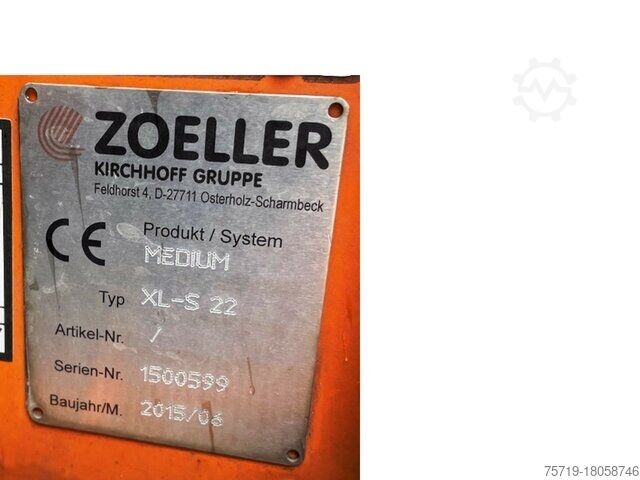 ZOELLER
KIRCHHOFF GRUPPE
Feldhorst 4, D-27711 Osterholz-Scharmbeck
CE Produkt / System
MEDIUM
Typ XL-S 22
Artikel-Nr. /
Serien-Nr. 1500599
Baujahr/M. 2015/06
75719-18058746